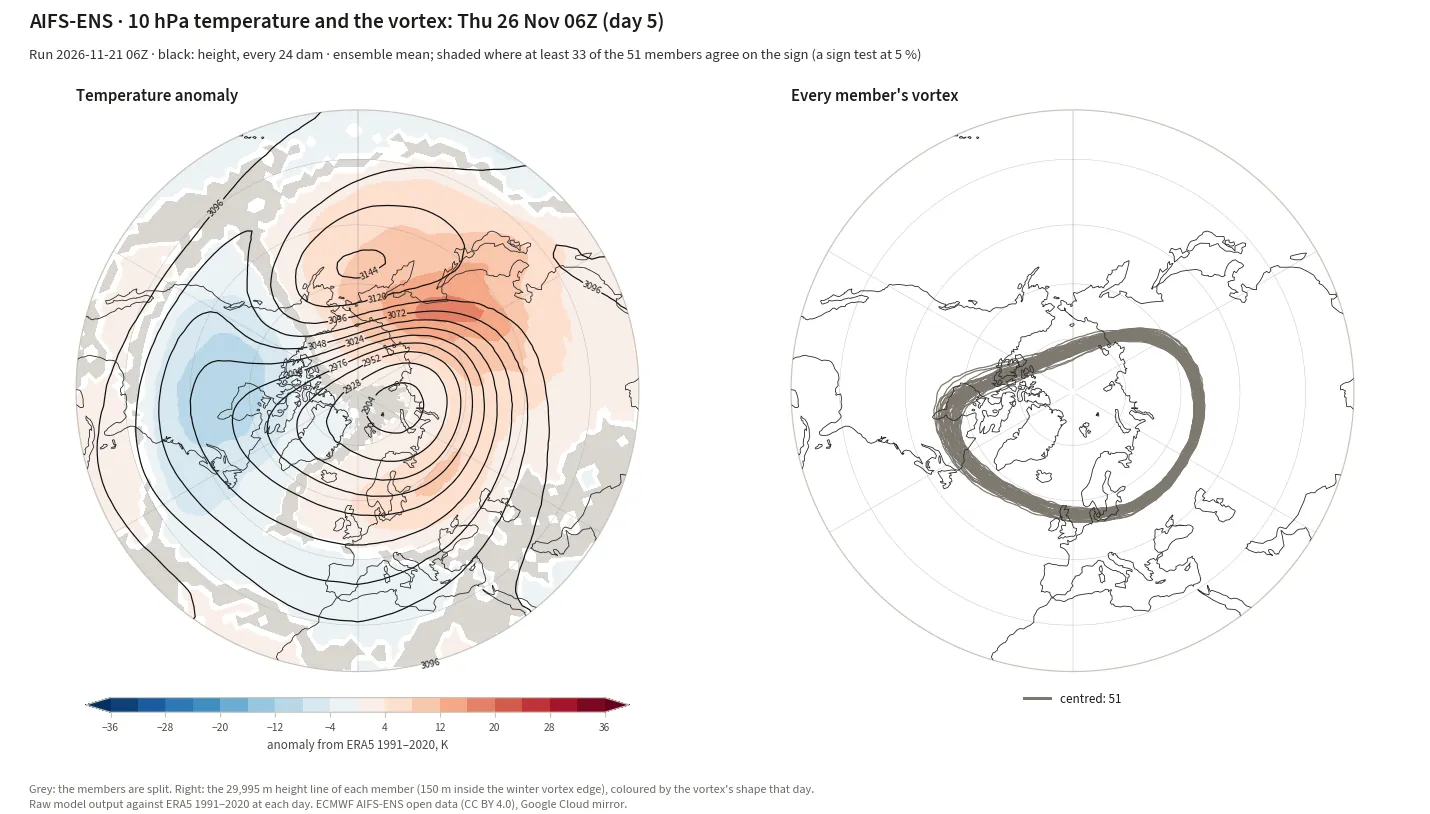 AIFS-ENS · 10 hPa temperature and the vortex: Thu 26 Nov 06Z (day 5)
Run 2026-11-21 06Z · black: height, every 24 dam · ensemble mean; shaded where at least 33 of the 51 members agree on the sign (a sign test at 5 %)
Temperature anomaly
Every member's vortex
3096
3144
3120
3096
3096
3072
3048
3024
2976
2952
2928
2904
3096
centred: 51
−36 −28 −20 −12 −4 4 12 20 28 36
anomaly from ERA5 1991–2020, K
Grey: the members are split. Right: the 29,995 m height line of each member (150 m inside the winter vortex edge), coloured by the vortex's shape that day.
Raw model output against ERA5 1991–2020 at each day. ECMWF AIFS-ENS open data (CC BY 4.0), Google Cloud mirror.